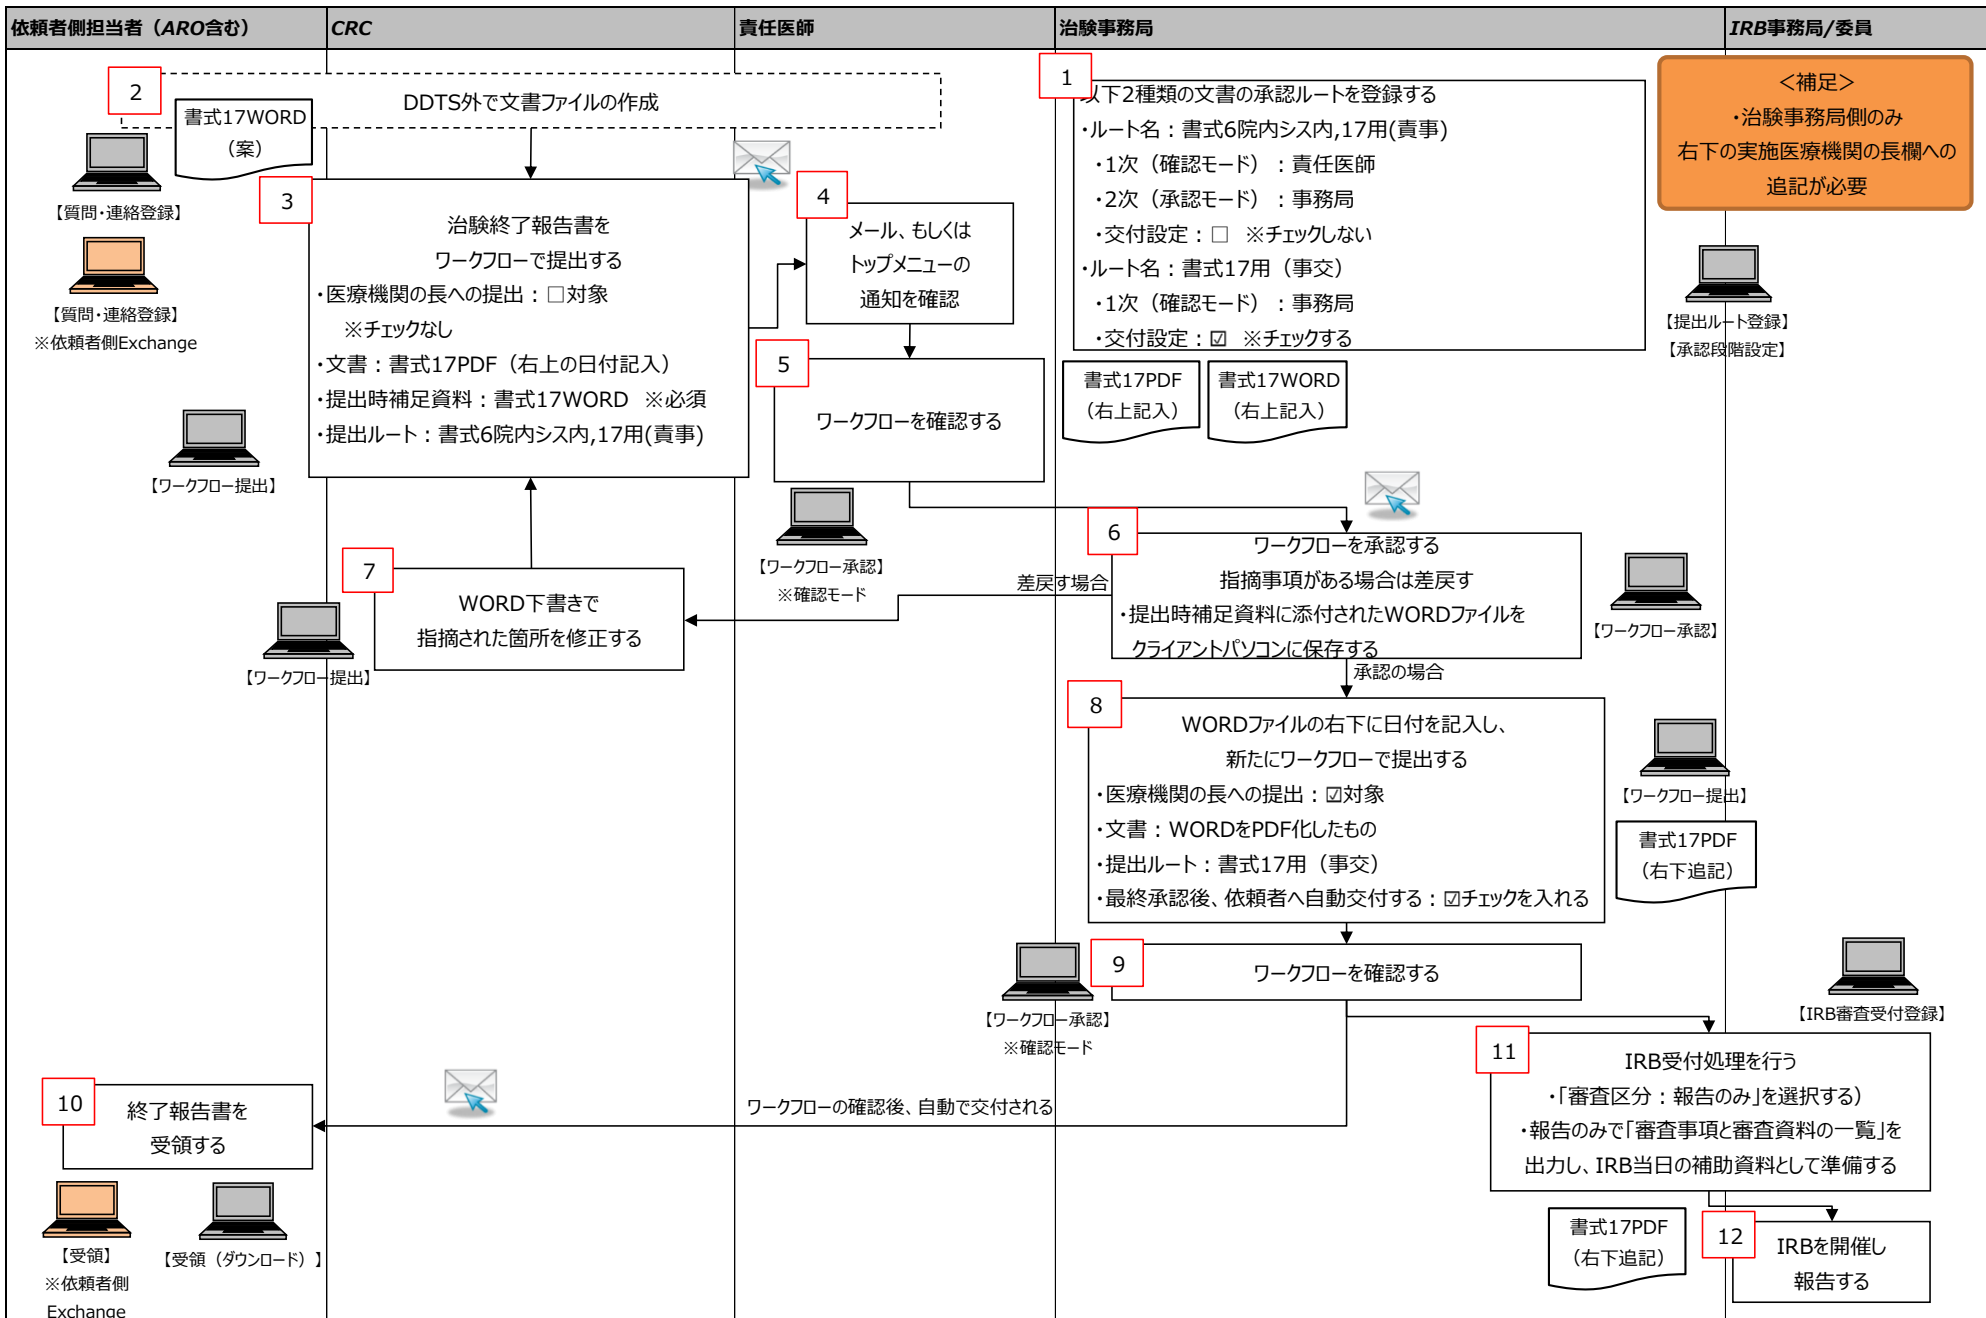 依頼者側担当者（ARO含む）
CRC
責任医師
治験事務局
IRB事務局/委員
2
DDTS外で文書ファイルの作成
書式17WORD
（案）
【質問・連絡登録】
【質問・連絡登録】
※依頼者側Exchange
1
以下2種類の文書の承認ルートを登録する
・ルート名：書式6院内シス内,17用(責事)
・1次（確認モード）：責任医師
・2次（承認モード）：事務局
・交付設定：□　※チェックしない
・ルート名：書式17用（事交）
・1次（確認モード）：事務局
・交付設定：☑　※チェックする
＜補足＞
・治験事務局側のみ
右下の実施医療機関の長欄への
追記が必要
【提出ルート登録】
【承認段階設定】
3
治験終了報告書を
ワークフローで提出する
・医療機関の長への提出：□対象
※チェックなし
・文書：書式17PDF（右上の日付記入）
・提出時補足資料：書式17WORD　※必須
・提出ルート：書式6院内シス内,17用(責事)
【ワークフロー提出】
4
メール、もしくは
トップメニューの
通知を確認
5
ワークフローを確認する
【ワークフロー承認】
※確認モード
書式17PDF
（右上記入）
書式17WORD
（右上記入）
6
ワークフローを承認する
指摘事項がある場合は差戻す
・提出時補足資料に添付されたWORDファイルを
クライアントパソコンに保存する
【ワークフロー承認】
差戻す場合
承認の場合
7
WORD下書きで
指摘された箇所を修正する
【ワークフロー提出】
8
WORDファイルの右下に日付を記入し、
新たにワークフローで提出する
・医療機関の長への提出：☑対象
・文書：WORDをPDF化したもの
・提出ルート：書式17用（事交）
・最終承認後、依頼者へ自動交付する：☑チェックを入れる
【ワークフロー提出】
書式17PDF
（右下追記）
9
ワークフローを確認する
【ワークフロー承認】
※確認モード
【IRB審査受付登録】
ワークフローの確認後、自動で交付される
10
終了報告書を
受領する
【受領】
※依頼者側
Exchange
【受領（ダウンロード）】
11
IRB受付処理を行う
・「審査区分：報告のみ」を選択する）
・報告のみで「審査事項と審査資料の一覧」を
出力し、IRB当日の補助資料として準備する
書式17PDF
（右下追記）
12
IRBを開催し
報告する